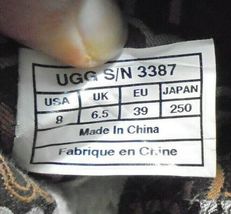 UGG S/N 3387
USA UK EU JAPAN
8 6.5 39 250
Made In China
Fabrique en Chine